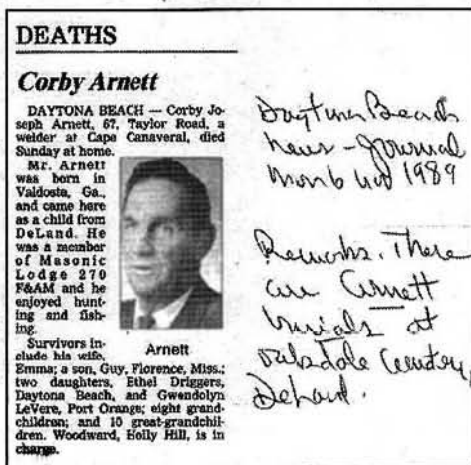 DEATHS
Corby Arnett
DAYTONA BEACH — Corby Jo-
seph Arnett, 67, Taylor Road, a
welder at Cape Canaveral, died
Sunday at home.
Mr. Arnett
was born in
Valdosta, Ga.,
and came here
as a child from
DeLand. He
was a member
of Masonic
Lodge 270
F&AM and he
enjoyed hunt-
ing and fish-
ing.
Survivors in-
clude his wife,
Emma; a son, Guy, Florence, Miss.;
two daughters, Ethel Driggers,
Daytona Beach, and Gwendolyn
LeVere, Port Orange; eight grand-
children; and 10 great-grandchil-
dren. Woodward, Holly Hill, is in
charge.
Arnett
Daytona Beach
News-Journal
Mon 6 Nov 1989
Remarks. There
are Arnett
burials at
Oakdale Cemetery,
DeLand.